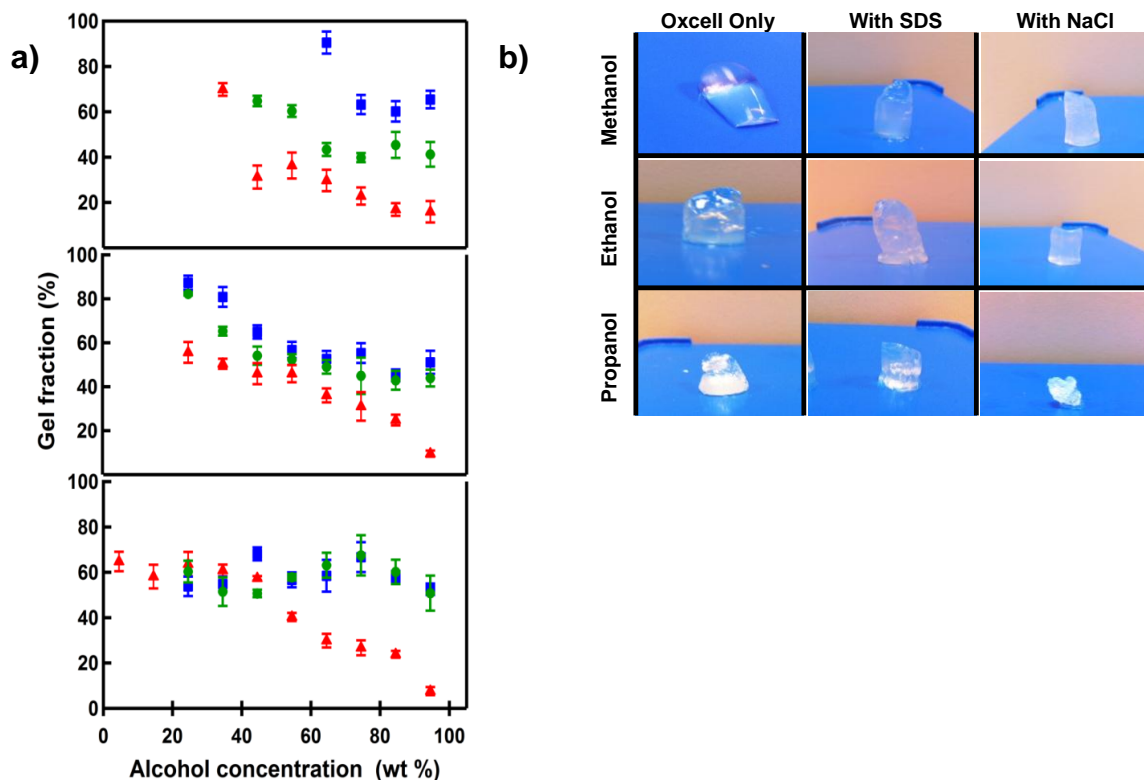 a)
100
80
60
40
20
100
80
60
40
20
100
80
60
40
20
0
0 20 40 60 80 100
Gel fraction (%)
Alcohol concentration (wt %)
b)
Oxcell Only With SDS With NaCl
Methanol
Ethanol
Propanol